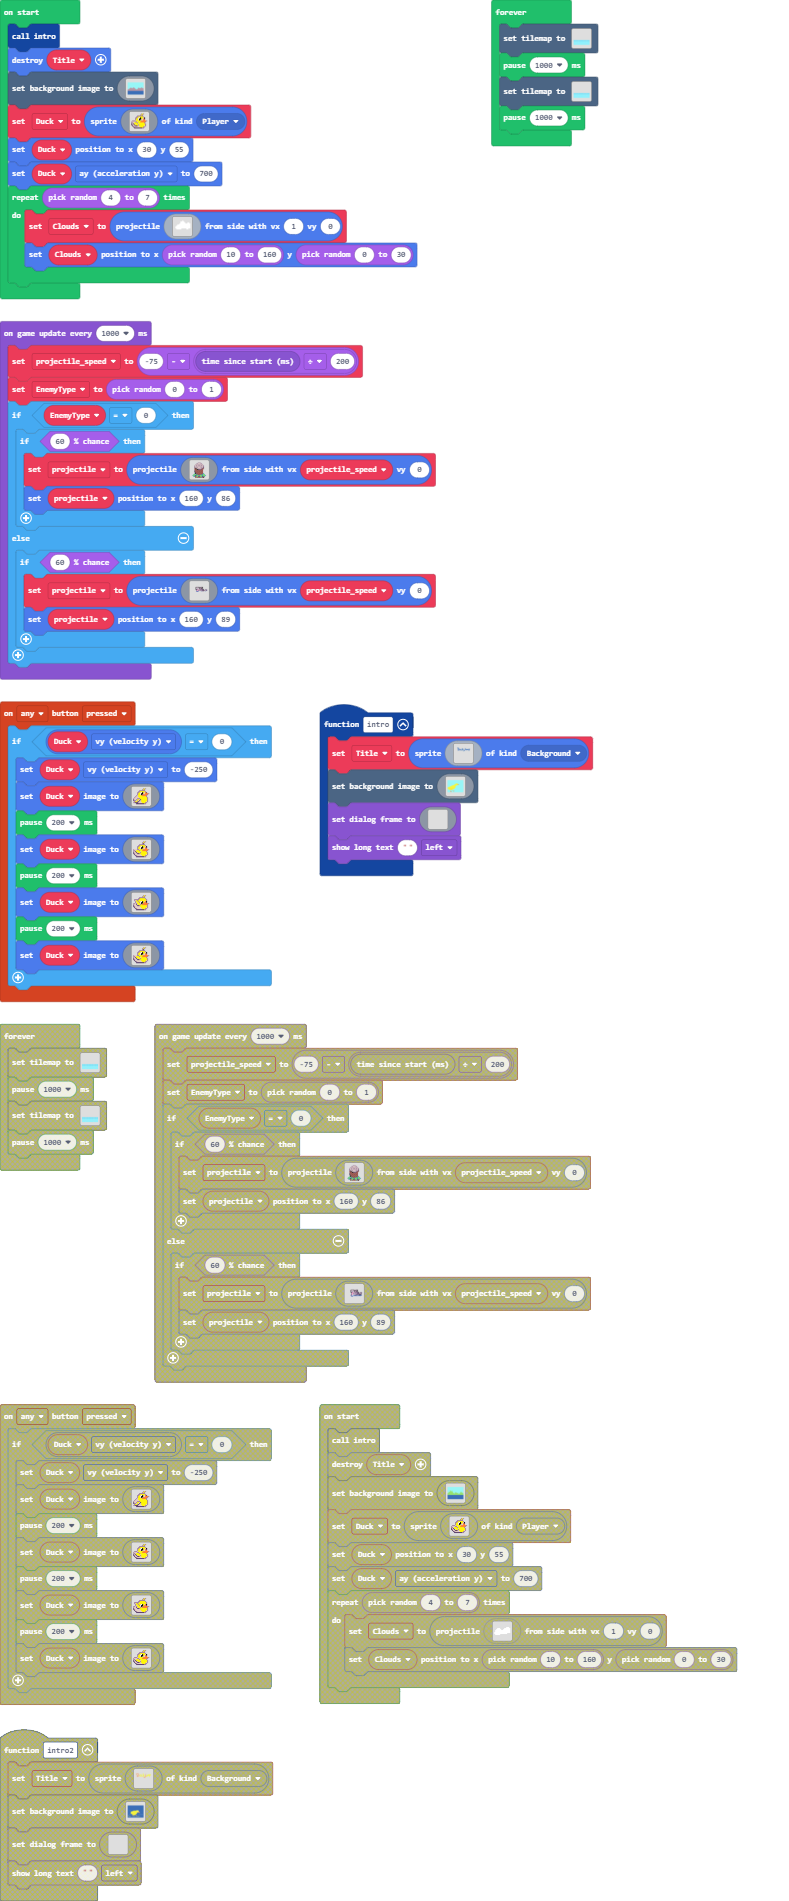 on start
call intro
destroy Title
set background image to
set Duck to sprite of kind Player
set Duck position to x 30 y 55
set Duck ay (acceleration y) to 700
repeat pick random 4 to 7 times
do
set Clouds to projectile from side with vx 1 vy 0
set Clouds position to x pick random 10 to 160 y pick random 0 to 30
forever
set tilemap to
pause 1000 ms
set tilemap to
pause 1000 ms
on game update every 1000 ms
set projectile_speed to -75 - time since start (ms) ÷ 200
set EnemyType to pick random 0 to 1
if EnemyType = 0 then
if 60 % chance then
set projectile to projectile from side with vx projectile_speed vy 0
set projectile position to x 160 y 86
else
if 60 % chance then
set projectile to projectile from side with vx projectile_speed vy 0
set projectile position to x 160 y 89
on any button pressed
if Duck vy (velocity y) = 0 then
set Duck vy (velocity y) to -250
set Duck image to
pause 200 ms
set Duck image to
pause 200 ms
set Duck image to
pause 200 ms
set Duck image to
function intro
set Title to sprite of kind Background
set background image to
set dialog frame to
show long text " " left
forever
set tilemap to
pause 1000 ms
set tilemap to
pause 1000 ms
on game update every 1000 ms
set projectile_speed to -75 - time since start (ms) ÷ 200
set EnemyType to pick random 0 to 1
if EnemyType = 0 then
if 60 % chance then
set projectile to projectile from side with vx projectile_speed vy 0
set projectile position to x 160 y 86
else
if 60 % chance then
set projectile to projectile from side with vx projectile_speed vy 0
set projectile position to x 160 y 89
on any button pressed
if Duck vy (velocity y) = 0 then
set Duck vy (velocity y) to -250
set Duck image to
pause 200 ms
set Duck image to
pause 200 ms
set Duck image to
pause 200 ms
set Duck image to
on start
call intro
destroy Title
set background image to
set Duck to sprite of kind Player
set Duck position to x 30 y 55
set Duck ay (acceleration y) to 700
repeat pick random 4 to 7 times
do
set Clouds to projectile from side with vx 1 vy 0
set Clouds position to x pick random 10 to 160 y pick random 0 to 30
function intro2
set Title to sprite of kind Background
set background image to
set dialog frame to
show long text " " left